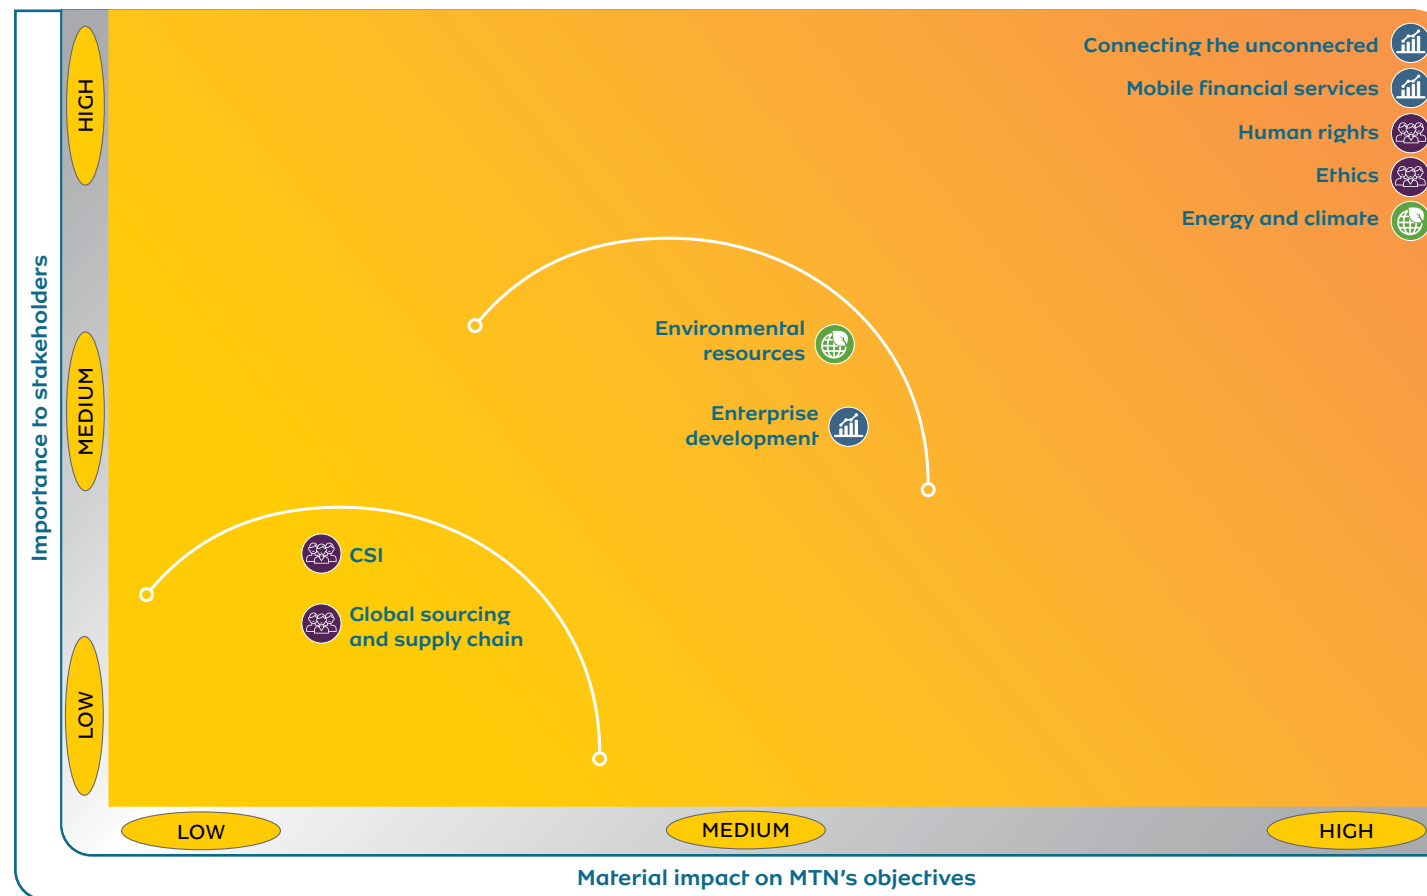 Importance to stakeholders
HIGH
MEDIUM
LOW
Connecting the unconnected
Mobile financial services
Human rights
Ethics
Energy and climate
Environmental
resources
Enterprise
development
CSI
Global sourcing
and supply chain
LOW
MEDIUM
HIGH
Material impact on MTN's objectives